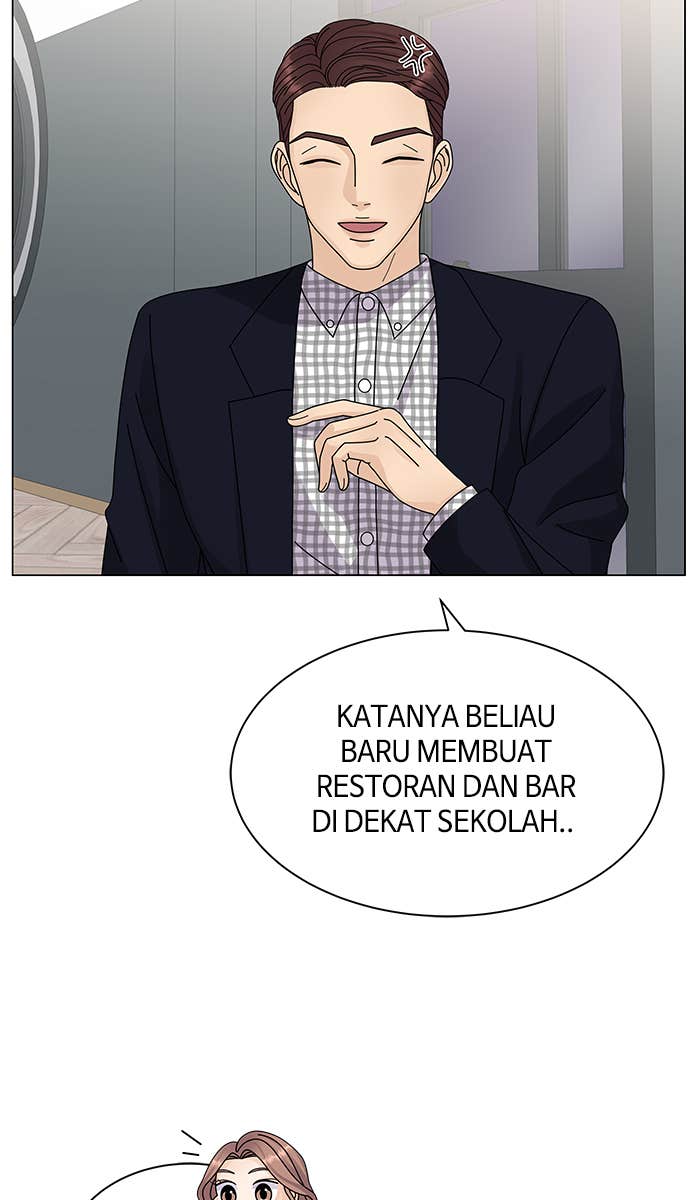 KATANYA BELIAU
BARU MEMBUAT
RESTORAN DAN BAR
DI DEKAT SEKOLAH..